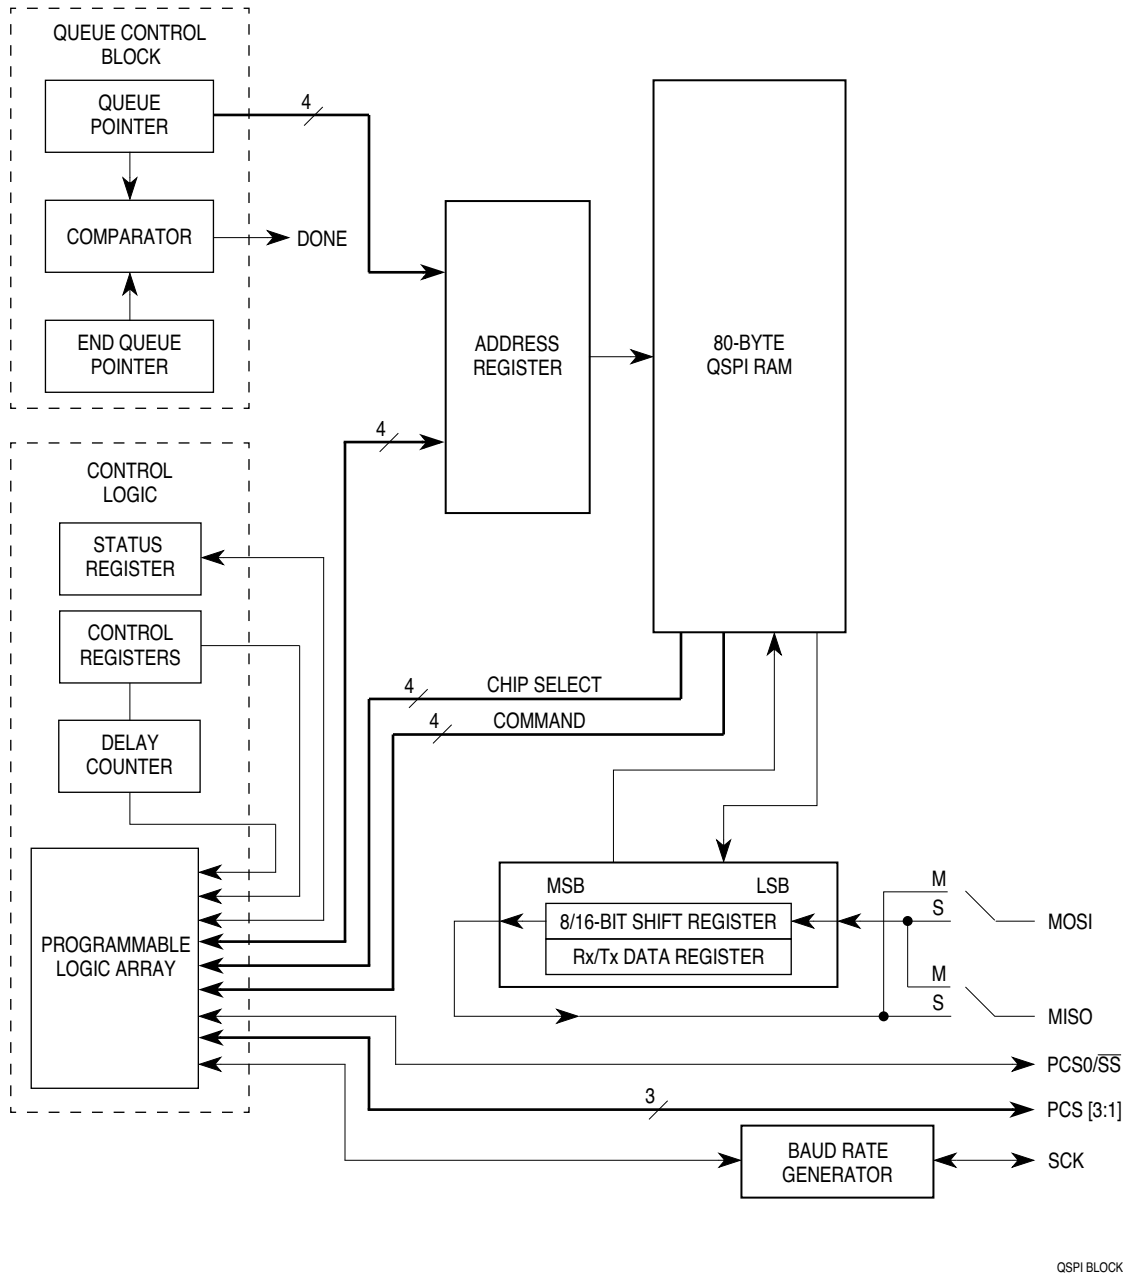 QUEUE CONTROL
BLOCK
QUEUE
POINTER
4
COMPARATOR
DONE
END QUEUE
POINTER
ADDRESS
REGISTER
80-BYTE
QSPI RAM
4
CONTROL
LOGIC
STATUS
REGISTER
CONTROL
REGISTERS
DELAY
COUNTER
4
CHIP SELECT
4
COMMAND
PROGRAMMABLE
LOGIC ARRAY
MSB
LSB
8/16-BIT SHIFT REGISTER
Rx/Tx DATA REGISTER
M
S
MOSI
M
S
MISO
PCS0/S̅S̅
3
PCS [3:1]
BAUD RATE
GENERATOR
SCK
QSPI BLOCK